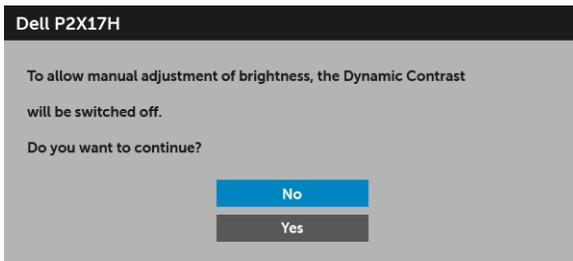 Dell P2X17H
To allow manual adjustment of brightness, the Dynamic Contrast
will be switched off.
Do you want to continue?
No
Yes